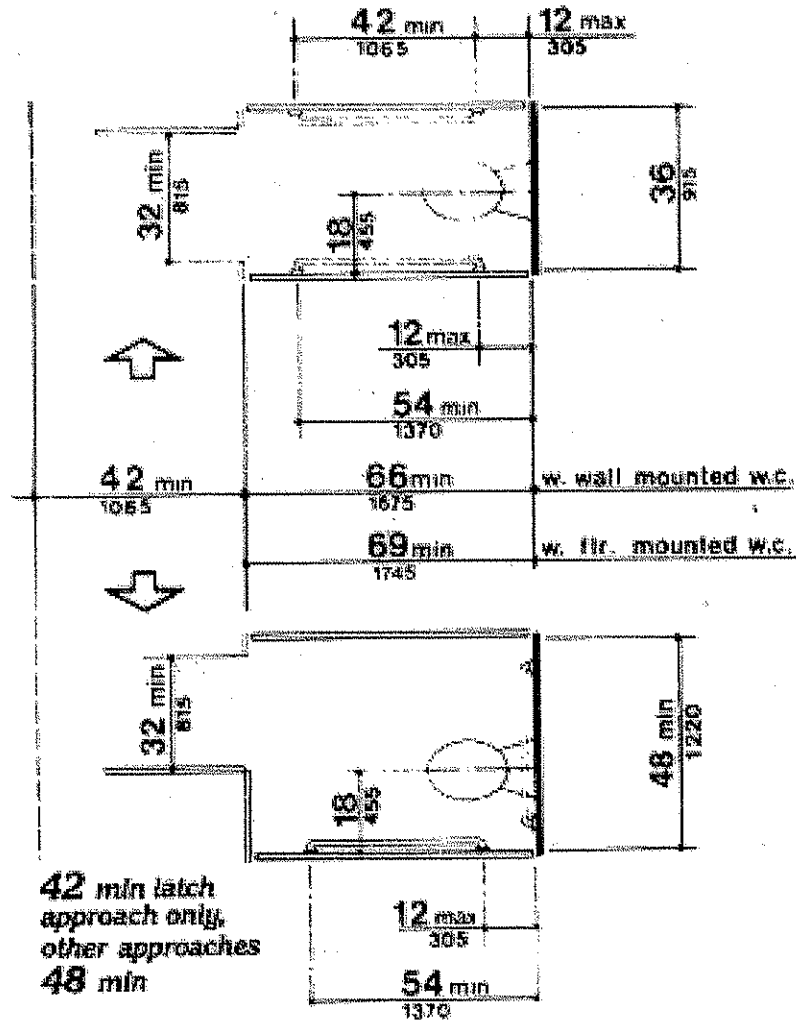 42 min 12 max
1065 305
32 min
815
18
455
36
915
12 max
305
54 min
1370
42 min 66 min w. wall mounted w.c.
1065 1675
69 min w. flr. mounted w.c.
1745
32 min
815
18
455
48 min
1220
42 min latch
approach only,
other approaches
48 min
12 max
305
54 min
1370